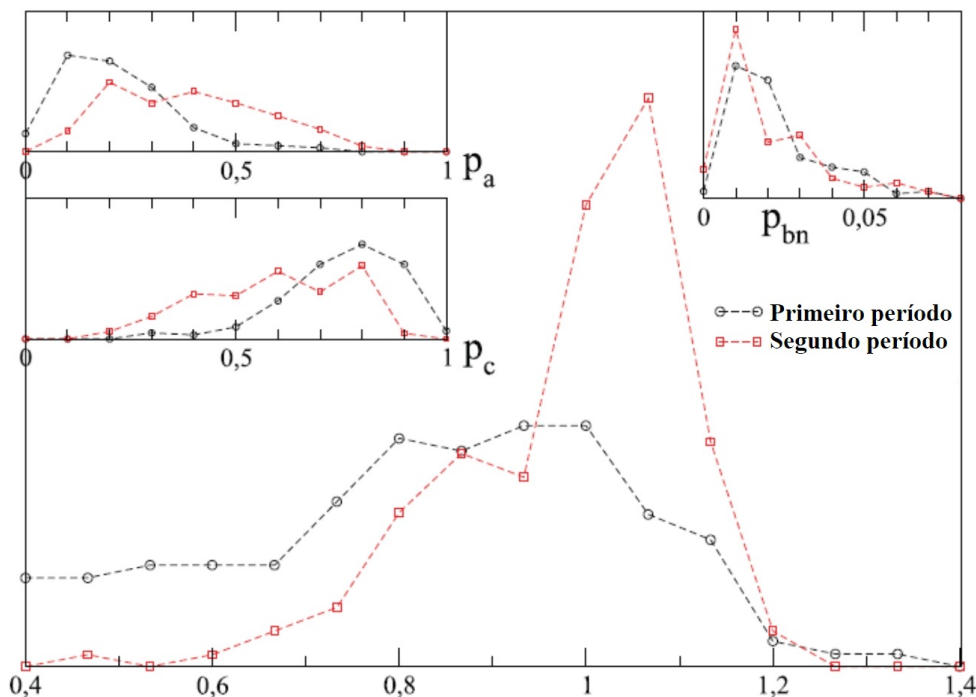 0 0,5 1 p_a
0 0,05
p_bn
0 0,5 1 p_c
Primeiro período
Segundo período
0,4 0,6 0,8 1 1,2 1,4